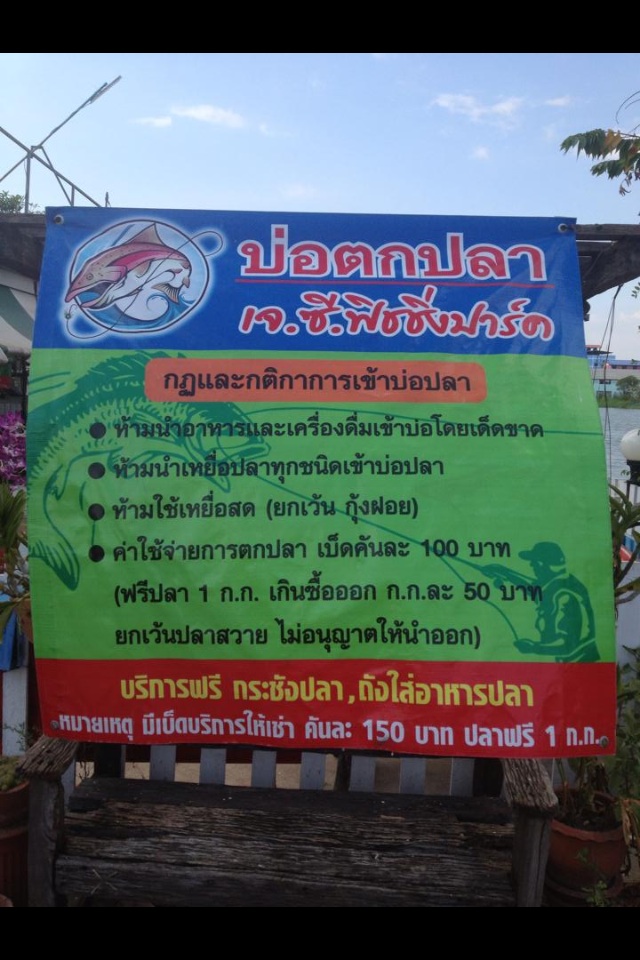 บ่อตกปลา
เจ.ซี.ฟิชชิ่งปาร์ค
กฎและกติกาการเข้าบ่อปลา
● ห้ามนำอาหารและเครื่องดื่มเข้าบ่อโดยเด็ดขาด
● ห้ามนำเหยื่อปลาทุกชนิดเข้าบ่อปลา
● ห้ามใช้เหยื่อสด (ยกเว้น กุ้งฝอย)
● ค่าใช้จ่ายการตกปลา เบ็ดคันละ 100 บาท
(ฟรีปลา 1 ก.ก. เกินซื้อออก ก.ก.ละ 50 บาท
ยกเว้นปลาสวาย ไม่อนุญาตให้นำออก)
บริการฟรี กระชังปลา,ถังใส่อาหารปลา
หมายเหตุ มีเบ็ดบริการให้เช่า คันละ 150 บาท ปลาฟรี 1 ก.ก.